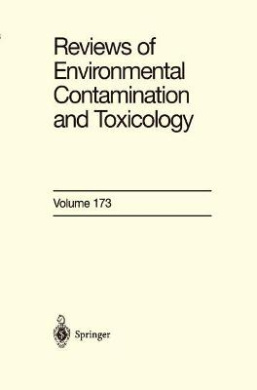 Reviews of
Environmental
Contamination
and Toxicology
Volume 173
Springer